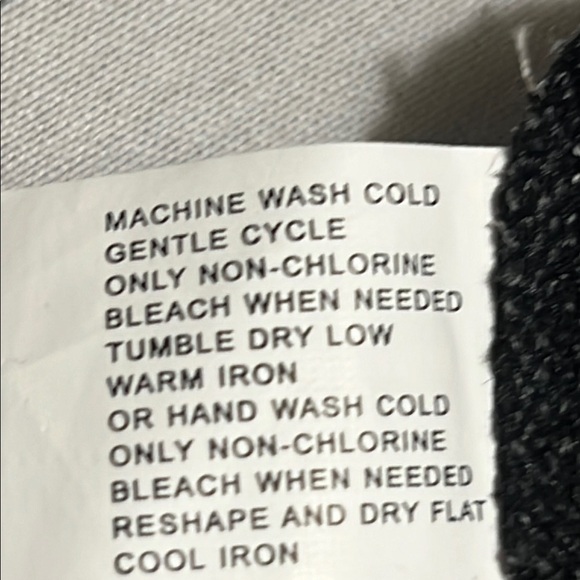 MACHINE WASH COLD
GENTLE CYCLE
ONLY NON-CHLORINE
BLEACH WHEN NEEDED
TUMBLE DRY LOW
WARM IRON
OR HAND WASH COLD
ONLY NON-CHLORINE
BLEACH WHEN NEEDED
RESHAPE AND DRY FLAT
COOL IRON